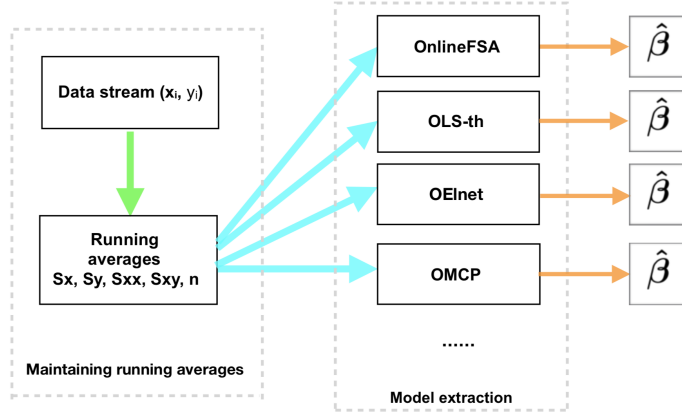 Data stream (xᵢ, yᵢ)
Running
averages
Sx, Sy, Sxx, Sxy, n
Maintaining running averages
OnlineFSA
OLS-th
OElnet
OMCP
......
Model extraction
β̂
β̂
β̂
β̂